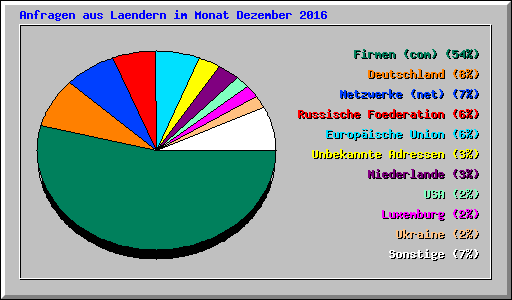 Anfragen aus Laendern im Monat Dezember 2016
Firmen (com) (54%)
Deutschland (8%)
Netzwerke (net) (7%)
Russische Foederation (6%)
Europäische Union (6%)
Unbekannte Adressen (3%)
Niederlande (3%)
USA (2%)
Luxemburg (2%)
Ukraine (2%)
Sonstige (7%)